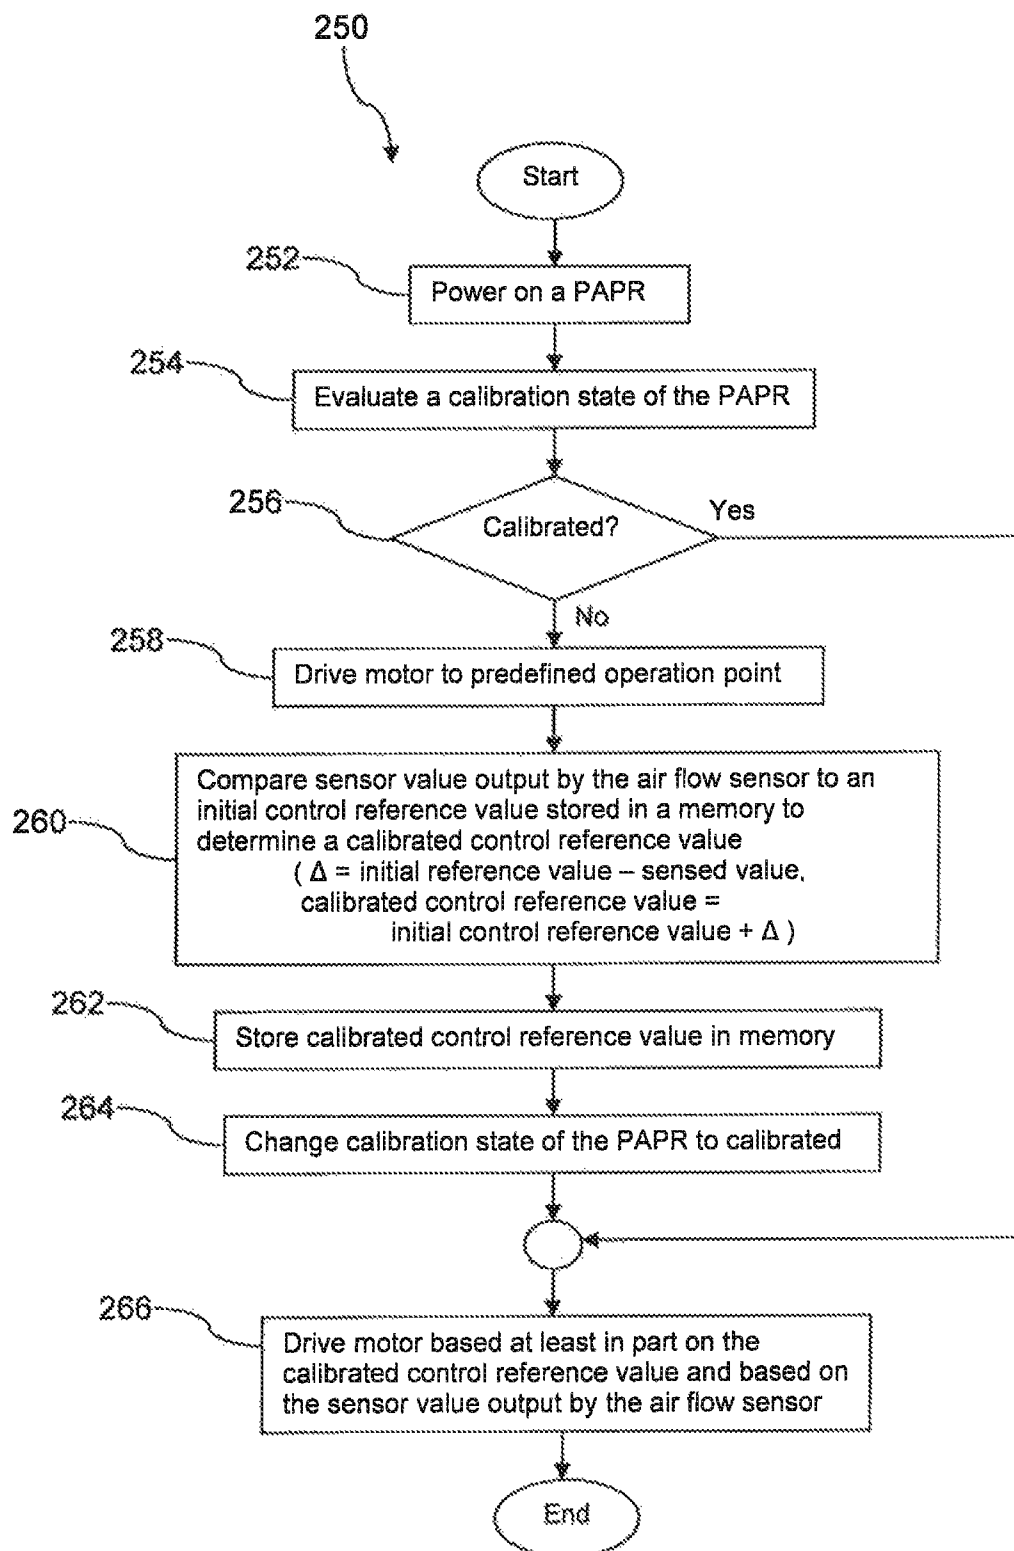 250
Start
252
Power on a PAPR
254
Evaluate a calibration state of the PAPR
256
Calibrated?
Yes
No
258
Drive motor to predefined operation point
260
Compare sensor value output by the air flow sensor to an
initial control reference value stored in a memory to
determine a calibrated control reference value
( Δ = initial reference value – sensed value,
calibrated control reference value =
initial control reference value + Δ )
262
Store calibrated control reference value in memory
264
Change calibration state of the PAPR to calibrated
266
Drive motor based at least in part on the
calibrated control reference value and based on
the sensor value output by the air flow sensor
End